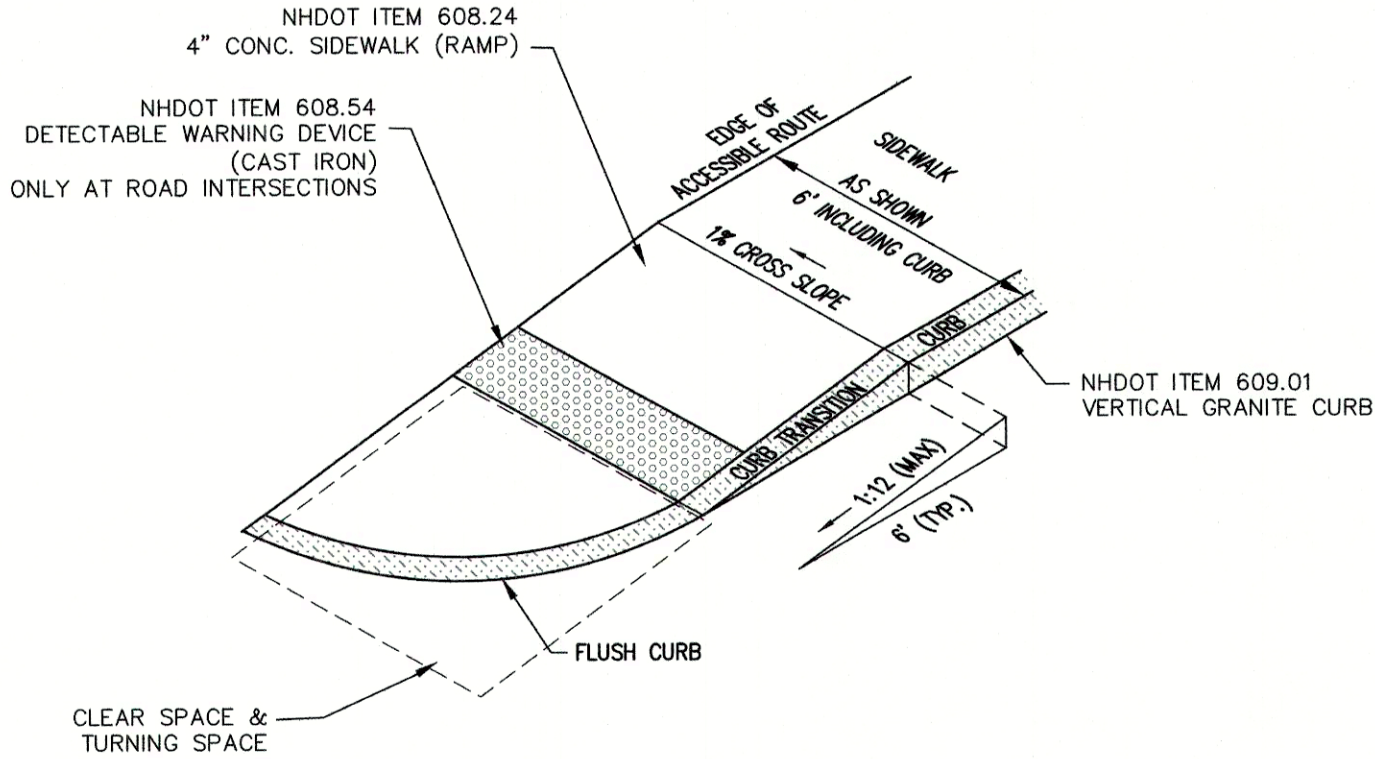 NHDOT ITEM 608.24
4" CONC. SIDEWALK (RAMP)
NHDOT ITEM 608.54
DETECTABLE WARNING DEVICE
(CAST IRON)
ONLY AT ROAD INTERSECTIONS
EDGE OF
ACCESSIBLE ROUTE
SIDEWALK
AS SHOWN
6' INCLUDING CURB
1% CROSS SLOPE
CURB
CURB TRANSITION
NHDOT ITEM 609.01
VERTICAL GRANITE CURB
1:12 (MAX)
6' (TYP.)
FLUSH CURB
CLEAR SPACE &
TURNING SPACE